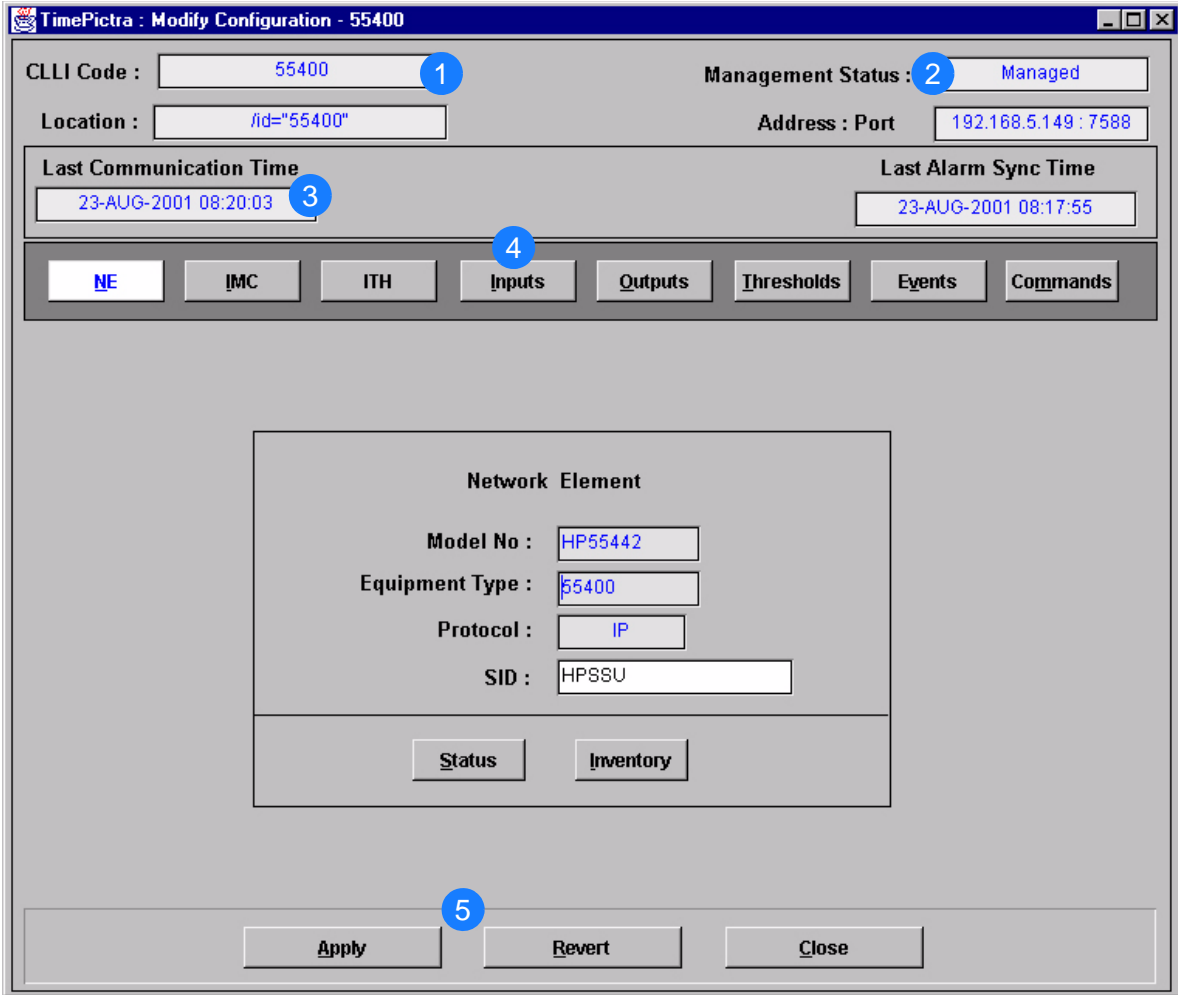 TimePictra : Modify Configuration - 55400
CLLI Code : 55400 1 Management Status : 2 Managed
Location : /id="55400" Address : Port 192.168.5.149 : 7588
Last Communication Time Last Alarm Sync Time
23-AUG-2001 08:20:03 3 23-AUG-2001 08:17:55
4
NE IMC ITH Inputs Outputs Thresholds Events Commands
Network Element
Model No : HP55442
Equipment Type : 55400
Protocol : IP
SID : HPSSU
Status Inventory
5
Apply Revert Close